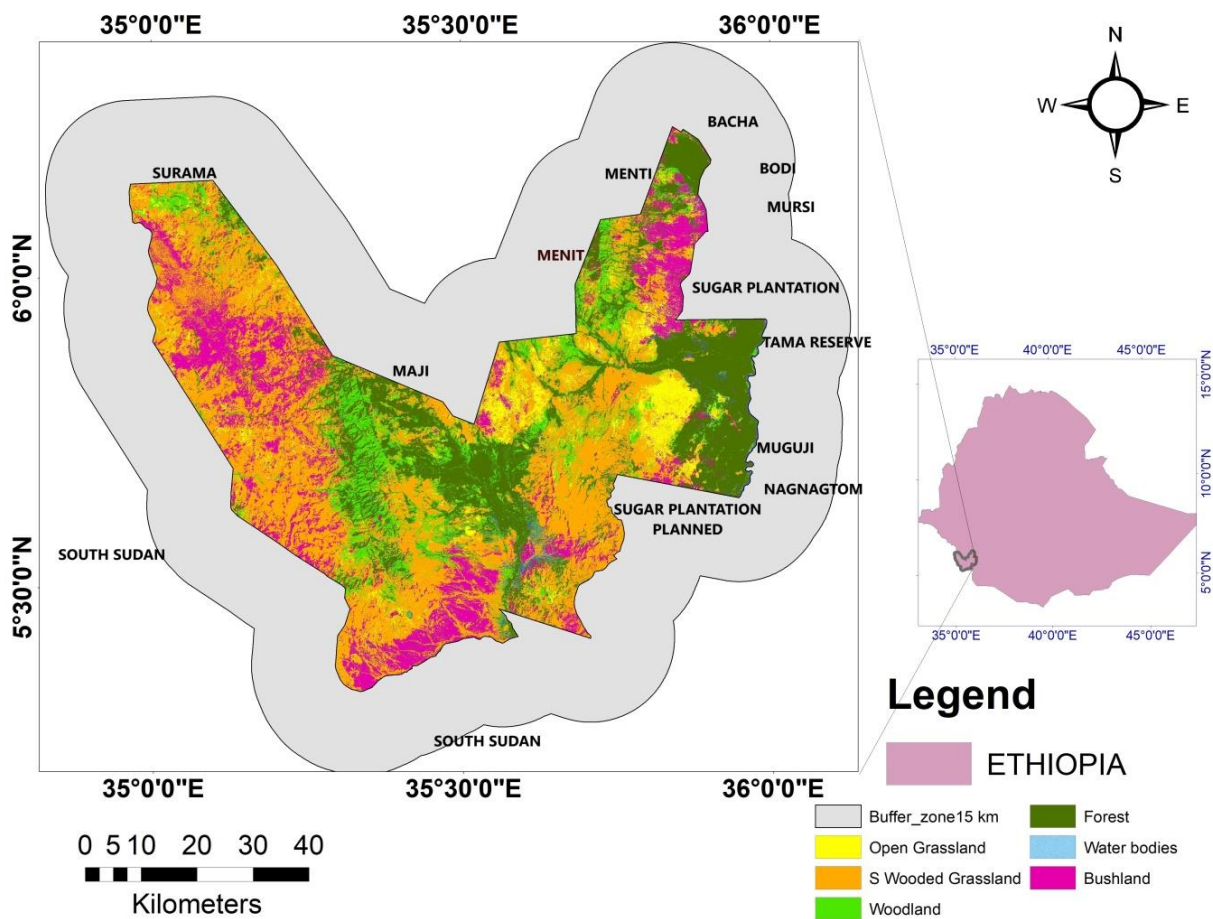 35°0'0"E 35°30'0"E 36°0'0"E
N
W E
S
BACHA
SURAMA
MENTI
BODI
MURSI
MENIT
6°0'0"N
SUGAR PLANTATION
TAMA RESERVE
MAJI
35°0'0"E 40°0'0"E 45°0'0"E
15°0'0"N
MUGUJI
NAGNAGTOM
10°0'0"N
SUGAR PLANTATION
PLANNED
SOUTH SUDAN
5°30'0"N
5°0'0"N
35°0'0"E 40°0'0"E 45°0'0"E
SOUTH SUDAN
35°0'0"E 35°30'0"E 36°0'0"E
Legend
ETHIOPIA
Buffer_zone15 km
Open Grassland
S Wooded Grassland
Woodland
Forest
Water bodies
Bushland
0 5 10 20 30 40
Kilometers